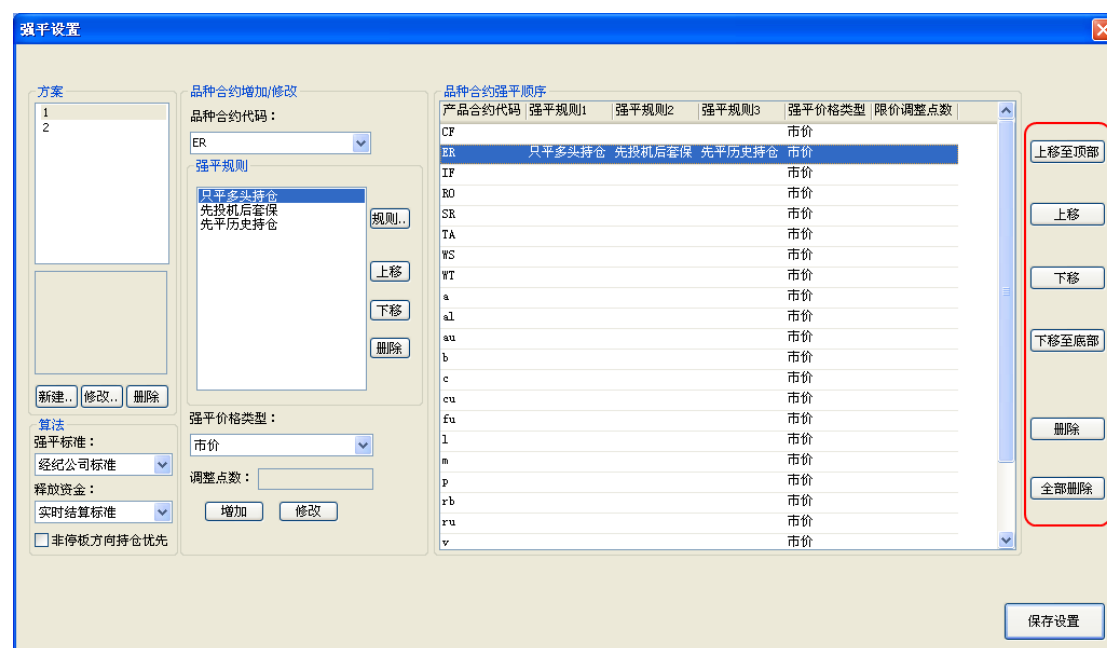 强平设置
方案
1
2
新建..
修改..
删除
算法
强平标准：
经纪公司标准
释放资金：
实时结算标准
非停板方向持仓优先
品种合约增加/修改
品种合约代码：
ER
强平规则
只平多头持仓
先投机后套保
先平历史持仓
规则..
上移
下移
删除
强平价格类型：
市价
调整点数：
增加
修改
品种合约强平顺序
产品合约代码 强平规则1 强平规则2 强平规则3 强平价格类型 限价调整点数
CF 市价
ER 只平多头持仓 先投机后套保 先平历史持仓 市价
IF 市价
RO 市价
SR 市价
TA 市价
WS 市价
WT 市价
a 市价
al 市价
au 市价
b 市价
c 市价
cu 市价
fu 市价
l 市价
m 市价
p 市价
rb 市价
ru 市价
v 市价
上移至顶部
上移
下移
下移至底部
删除
全部删除
保存设置